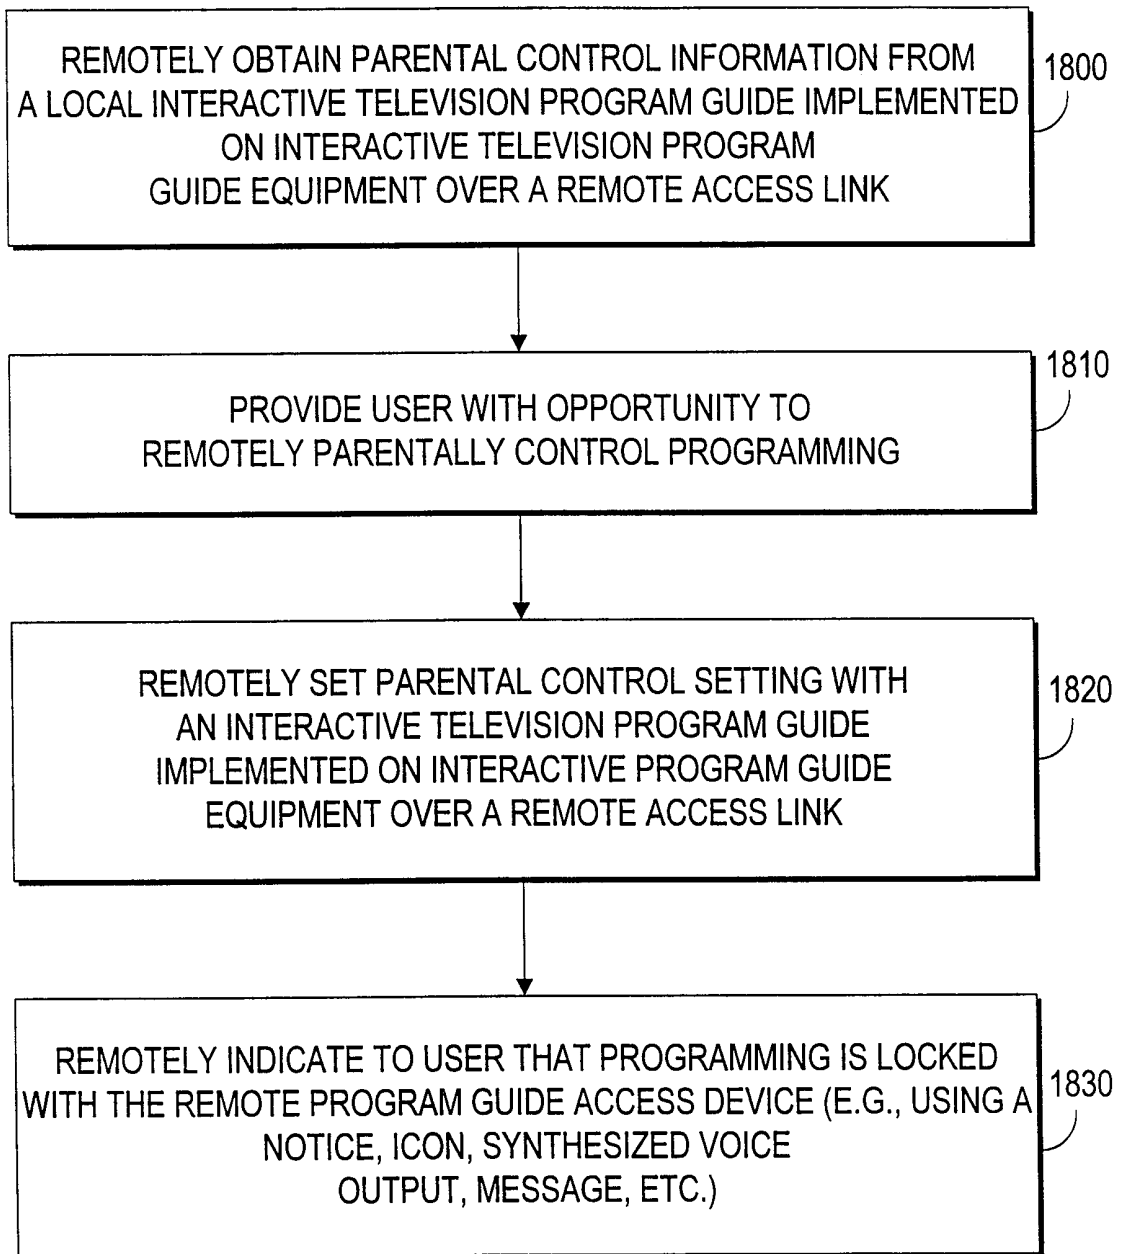 REMOTELY OBTAIN PARENTAL CONTROL INFORMATION FROM
A LOCAL INTERACTIVE TELEVISION PROGRAM GUIDE IMPLEMENTED
ON INTERACTIVE TELEVISION PROGRAM
GUIDE EQUIPMENT OVER A REMOTE ACCESS LINK
1800
PROVIDE USER WITH OPPORTUNITY TO
REMOTELY PARENTALLY CONTROL PROGRAMMING
1810
REMOTELY SET PARENTAL CONTROL SETTING WITH
AN INTERACTIVE TELEVISION PROGRAM GUIDE
IMPLEMENTED ON INTERACTIVE PROGRAM GUIDE
EQUIPMENT OVER A REMOTE ACCESS LINK
1820
REMOTELY INDICATE TO USER THAT PROGRAMMING IS LOCKED
WITH THE REMOTE PROGRAM GUIDE ACCESS DEVICE (E.G., USING A
NOTICE, ICON, SYNTHESIZED VOICE
OUTPUT, MESSAGE, ETC.)
1830